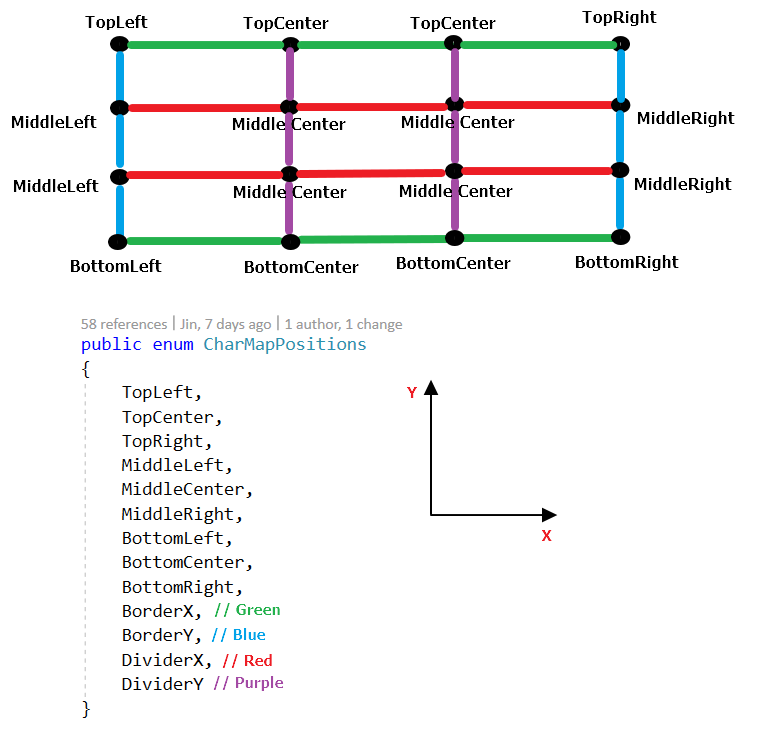 TopLeft TopCenter TopCenter TopRight
MiddleLeft Middle Center Middle Center MiddleRight
MiddleLeft Middle Center Middle Center MiddleRight
BottomLeft BottomCenter BottomCenter BottomRight
58 references | Jin, 7 days ago | 1 author, 1 change
public enum CharMapPositions
{
TopLeft,
TopCenter,
TopRight,
MiddleLeft,
MiddleCenter,
MiddleRight,
BottomLeft,
BottomCenter,
BottomRight,
BorderX, // Green
BorderY, // Blue
DividerX, // Red
DividerY // Purple
}
Y
X